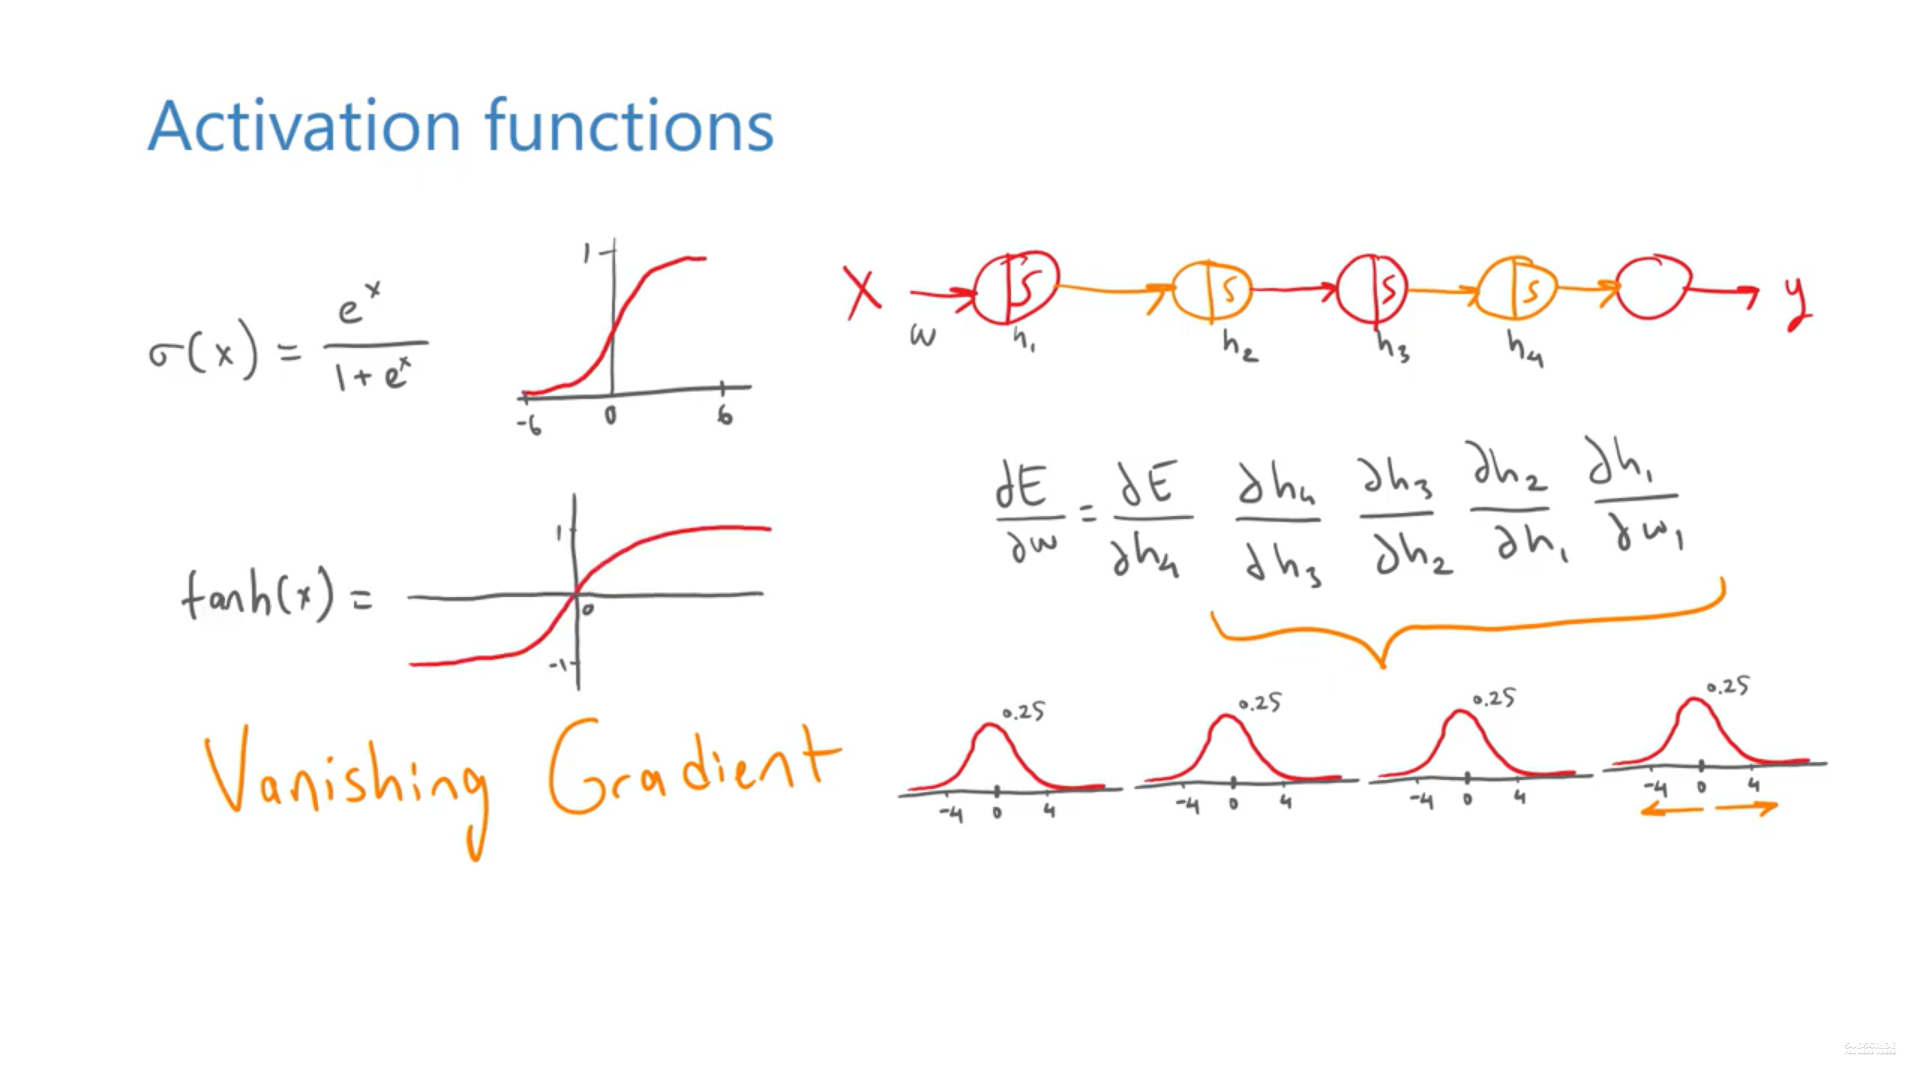 Activation functions
σ(x) = e^x / 1 + e^x
1
-6 0 6
X w h₁ h₂ h₃ h₄ y
S S S S
∂E/∂w = ∂E/∂h₄ ∂h₄/∂h₃ ∂h₃/∂h₂ ∂h₂/∂h₁ ∂h₁/∂w₁
tanh(x) =
1
0
-1
Vanishing Gradient
0.25 0.25 0.25 0.25
-4 0 4 -4 0 4 -4 0 4 -4 0 4
SUBSCRIBE